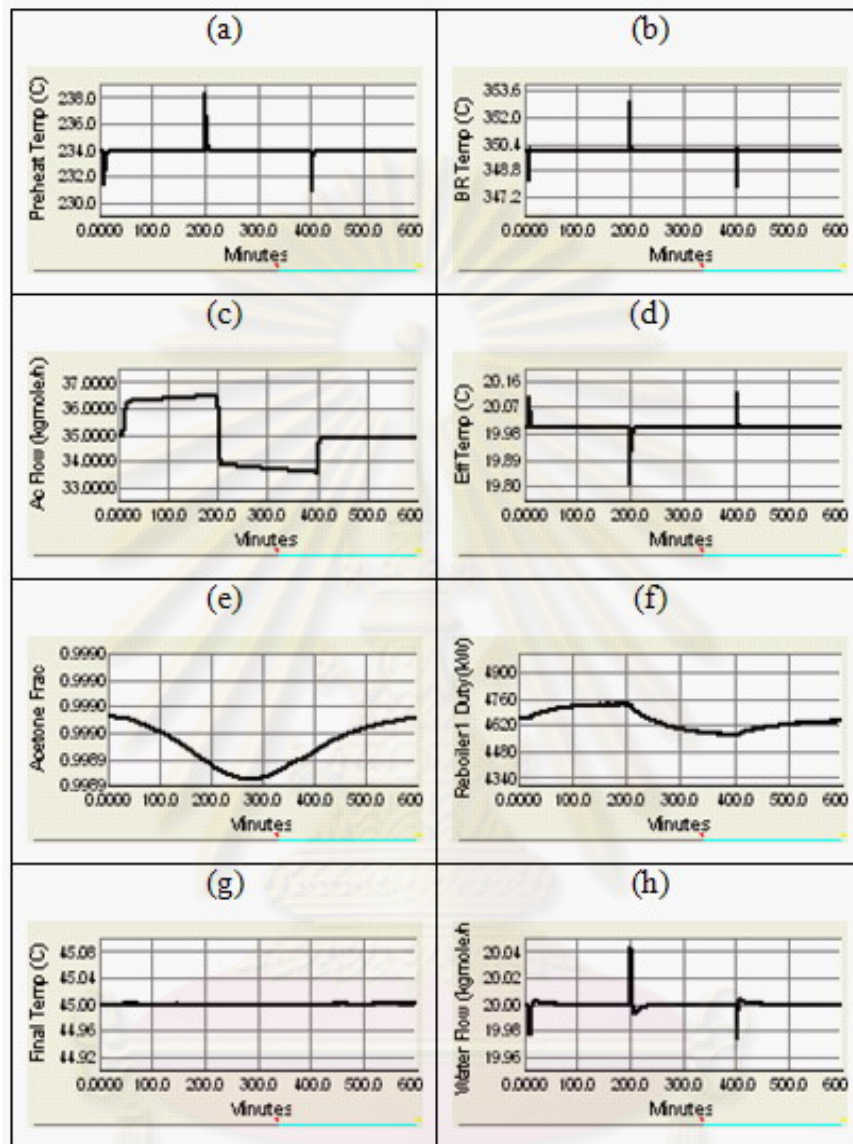 (a)
Preheat Temp (C)
238.0
236.0
234.0
232.0
230.0
0.0000 100.0 200.0 300.0 400.0 500.0 600
Minutes
(b)
BR Temp (C)
353.6
352.0
350.4
348.8
347.2
0.0000 100.0 200.0 300.0 400.0 500.0 600
Minutes
(c)
Ac Flow (kgmole/h)
37.0000
36.0000
35.0000
34.0000
33.0000
0.0000 100.0 200.0 300.0 400.0 500.0 600
Minutes
(d)
Eff Temp (C)
20.16
20.07
19.98
19.89
19.80
0.0000 100.0 200.0 300.0 400.0 500.0 600
Minutes
(e)
Acetone Frac
0.9990
0.9990
0.9990
0.9990
0.9989
0.9989
0.0000 100.0 200.0 300.0 400.0 500.0 600
Minutes
(f)
Reboiler1 Duty(kW)
4900
4760
4620
4480
4340
0.0000 100.0 200.0 300.0 400.0 500.0 600
Minutes
(g)
Final Temp (C)
45.08
45.04
45.00
44.96
44.92
0.0000 100.0 200.0 300.0 400.0 500.0 600
Minutes
(h)
Water Flow (kgmole/h
20.04
20.02
20.00
19.98
19.96
0.0000 100.0 200.0 300.0 400.0 500.0 600
Minutes